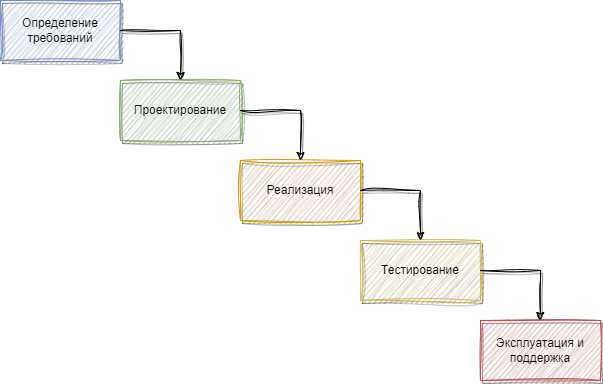 Определение
требований
Проектирование
Реализация
Тестирование
Эксплуатация и
поддержка